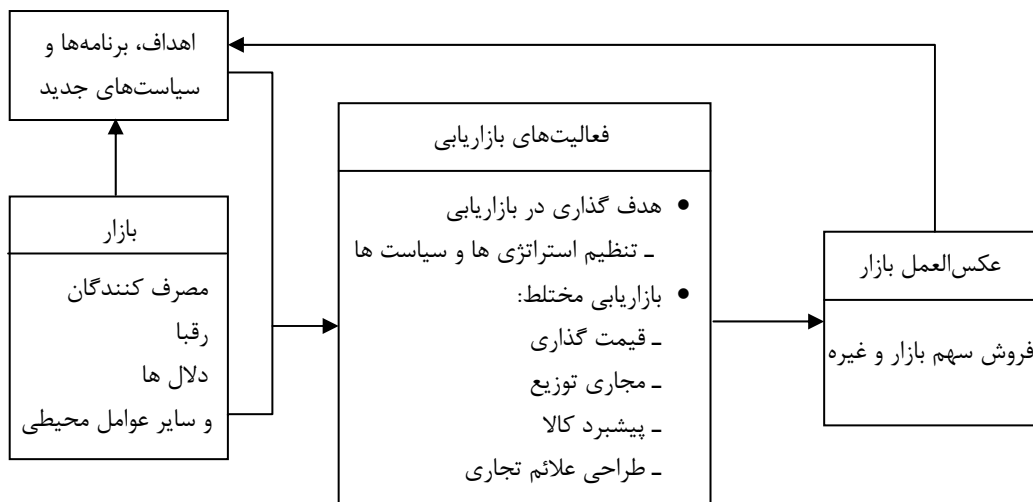 اهداف، برنامه‌ها و
سیاست‌های جدید
بازار
مصرف کنندگان
رقبا
دلال ها
و سایر عوامل محیطی
فعالیت‌های بازاریابی
• هدف گذاری در بازاریابی
ـ تنظیم استراتژی ها و سیاست ها
• بازاریابی مختلط:
ـ قیمت گذاری
ـ مجاری توزیع
ـ پیشبرد کالا
ـ طراحی علائم تجاری
عکس‌العمل بازار
فروش سهم بازار و غیره